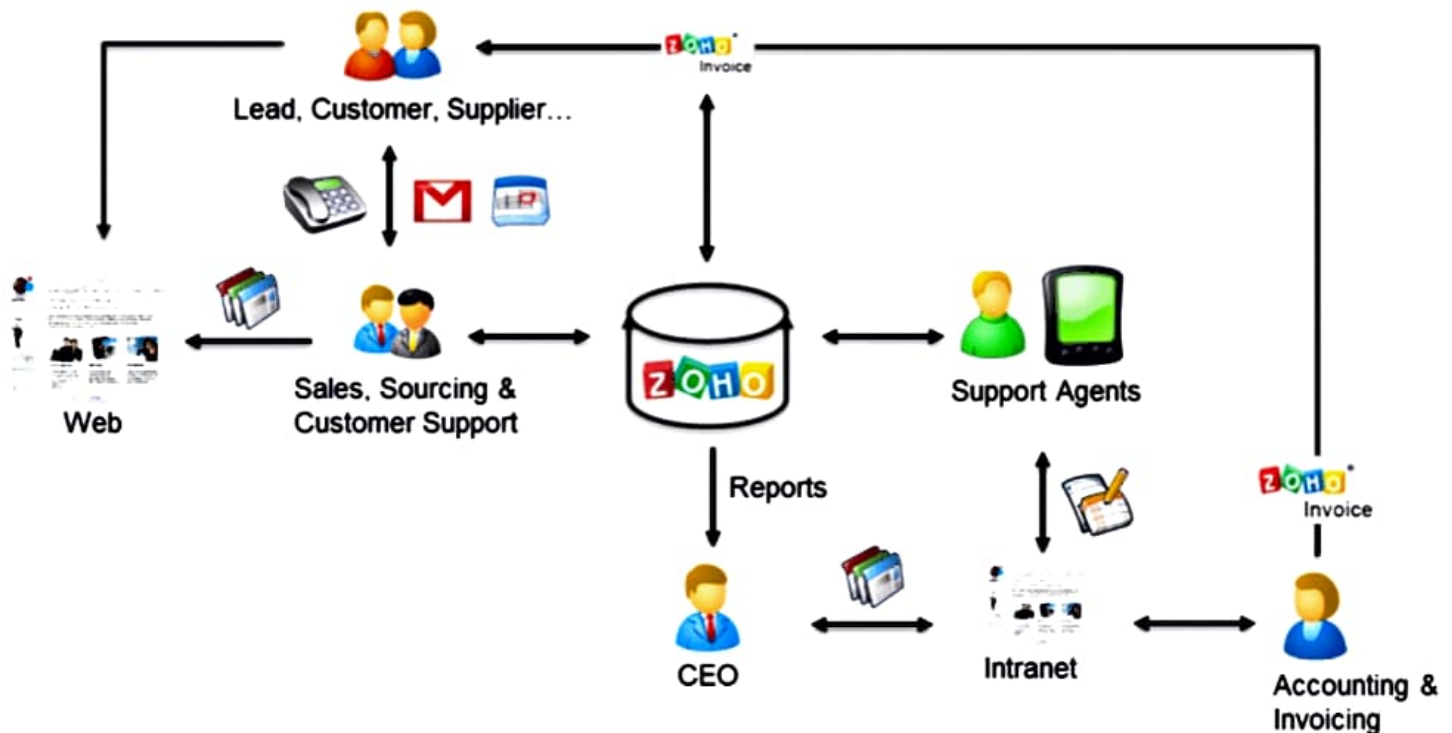 ZOHO
Invoice
Lead, Customer, Supplier...
Web
Sales, Sourcing &
Customer Support
ZOHO
Support Agents
Reports
ZOHO
Invoice
CEO
Intranet
Accounting &
Invoicing